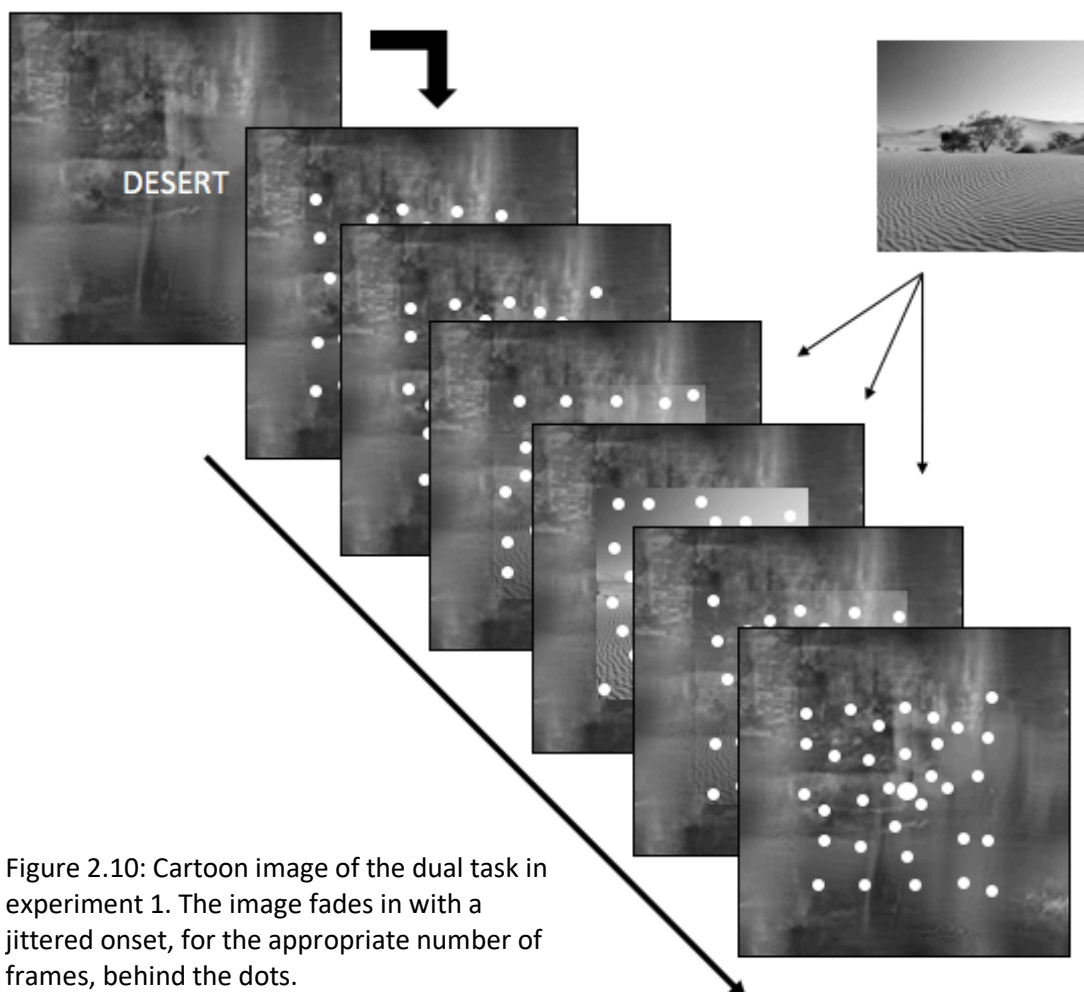 DESERT
Figure 2.10: Cartoon image of the dual task in
experiment 1. The image fades in with a
jittered onset, for the appropriate number of
frames, behind the dots.